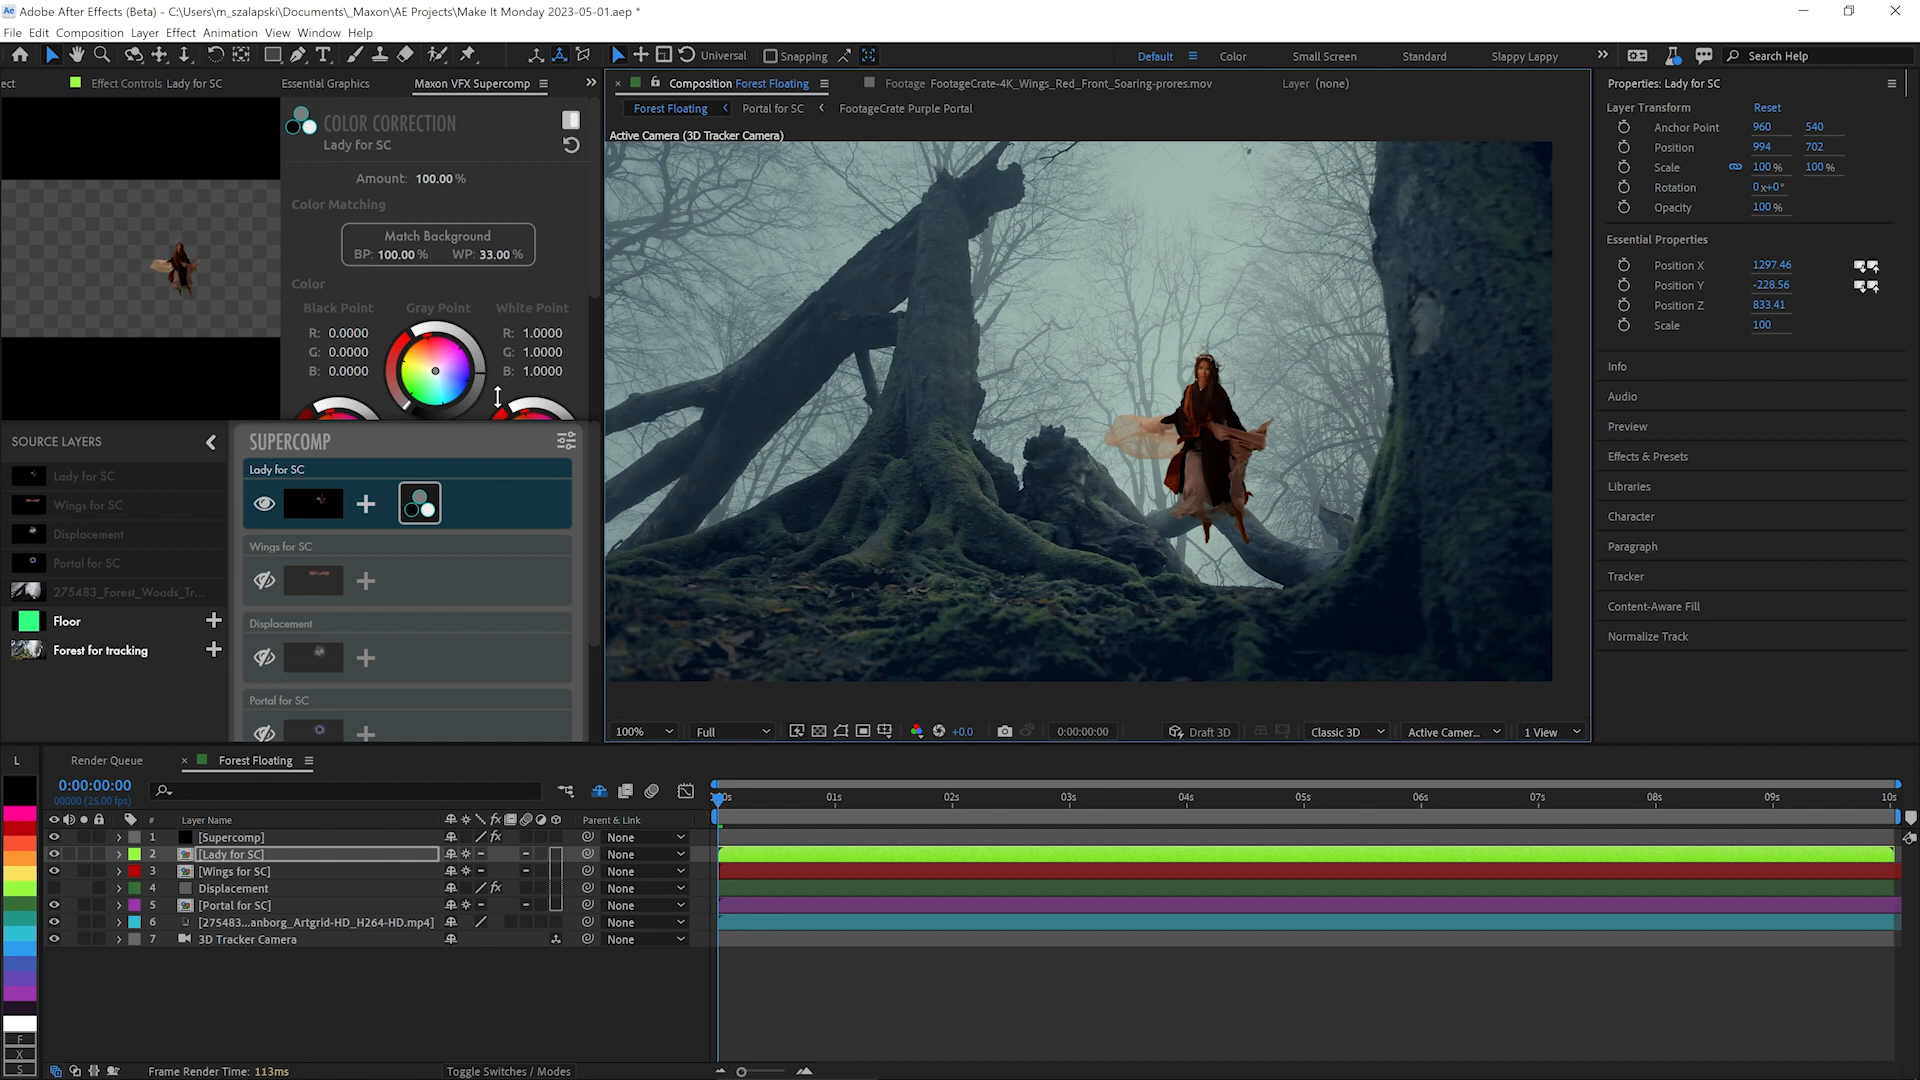 Adobe After Effects (Beta) - C:\Users\m_szalapski\Documents\_Maxon\AE Projects\Make It Monday 2023-05-01.aep *
File Edit Composition Layer Effect Animation View Window Help
Universal
Snapping
Default
Color
Small Screen
Standard
Slappy Lappy
Search Help
ect
Effect Controls Lady for SC
Essential Graphics
Maxon VFX Supercomp
COLOR CORRECTION
Lady for SC
Amount: 100.00 %
Color Matching
Match Background
BP: 100.00 % WP: 33.00 %
Color
Black Point Gray Point White Point
R: 0.0000 R: 1.0000
G: 0.0000 G: 1.0000
B: 0.0000 B: 1.0000
SOURCE LAYERS
Lady for SC
Wings for SC
Displacement
Portal for SC
275483_Forest_Woods_Tr...
Floor
Forest for tracking
SUPERCOMP
Lady for SC
Wings for SC
Displacement
Portal for SC
Composition Forest Floating
Footage FootageCrate-4K_Wings_Red_Front_Soaring-prores.mov
Layer (none)
Forest Floating
Portal for SC
FootageCrate Purple Portal
Active Camera (3D Tracker Camera)
100%
Full
+0.0
0:00:00:00
Draft 3D
Classic 3D
Active Camer...
1 View
Properties: Lady for SC
Layer Transform Reset
Anchor Point 960 540
Position 994 702
Scale 100 % 100 %
Rotation 0x+0°
Opacity 100 %
Essential Properties
Position X 1297.46
Position Y -228.56
Position Z 833.41
Scale 100
Info
Audio
Preview
Effects & Presets
Libraries
Character
Paragraph
Tracker
Content-Aware Fill
Normalize Track
L
Render Queue
Forest Floating
0:00:00:00
00000 (25.00 fps)
# Layer Name
fx
Parent & Link
01s 02s 03s 04s 05s 06s 07s 08s 09s 10s
1 [Supercomp] fx None
2 [Lady for SC] None
3 [Wings for SC] None
4 Displacement fx None
5 [Portal for SC] None
6 [275483...anborg_Artgrid-HD_H264-HD.mp4] None
7 3D Tracker Camera None
F
X
S
Frame Render Time: 113ms
Toggle Switches / Modes